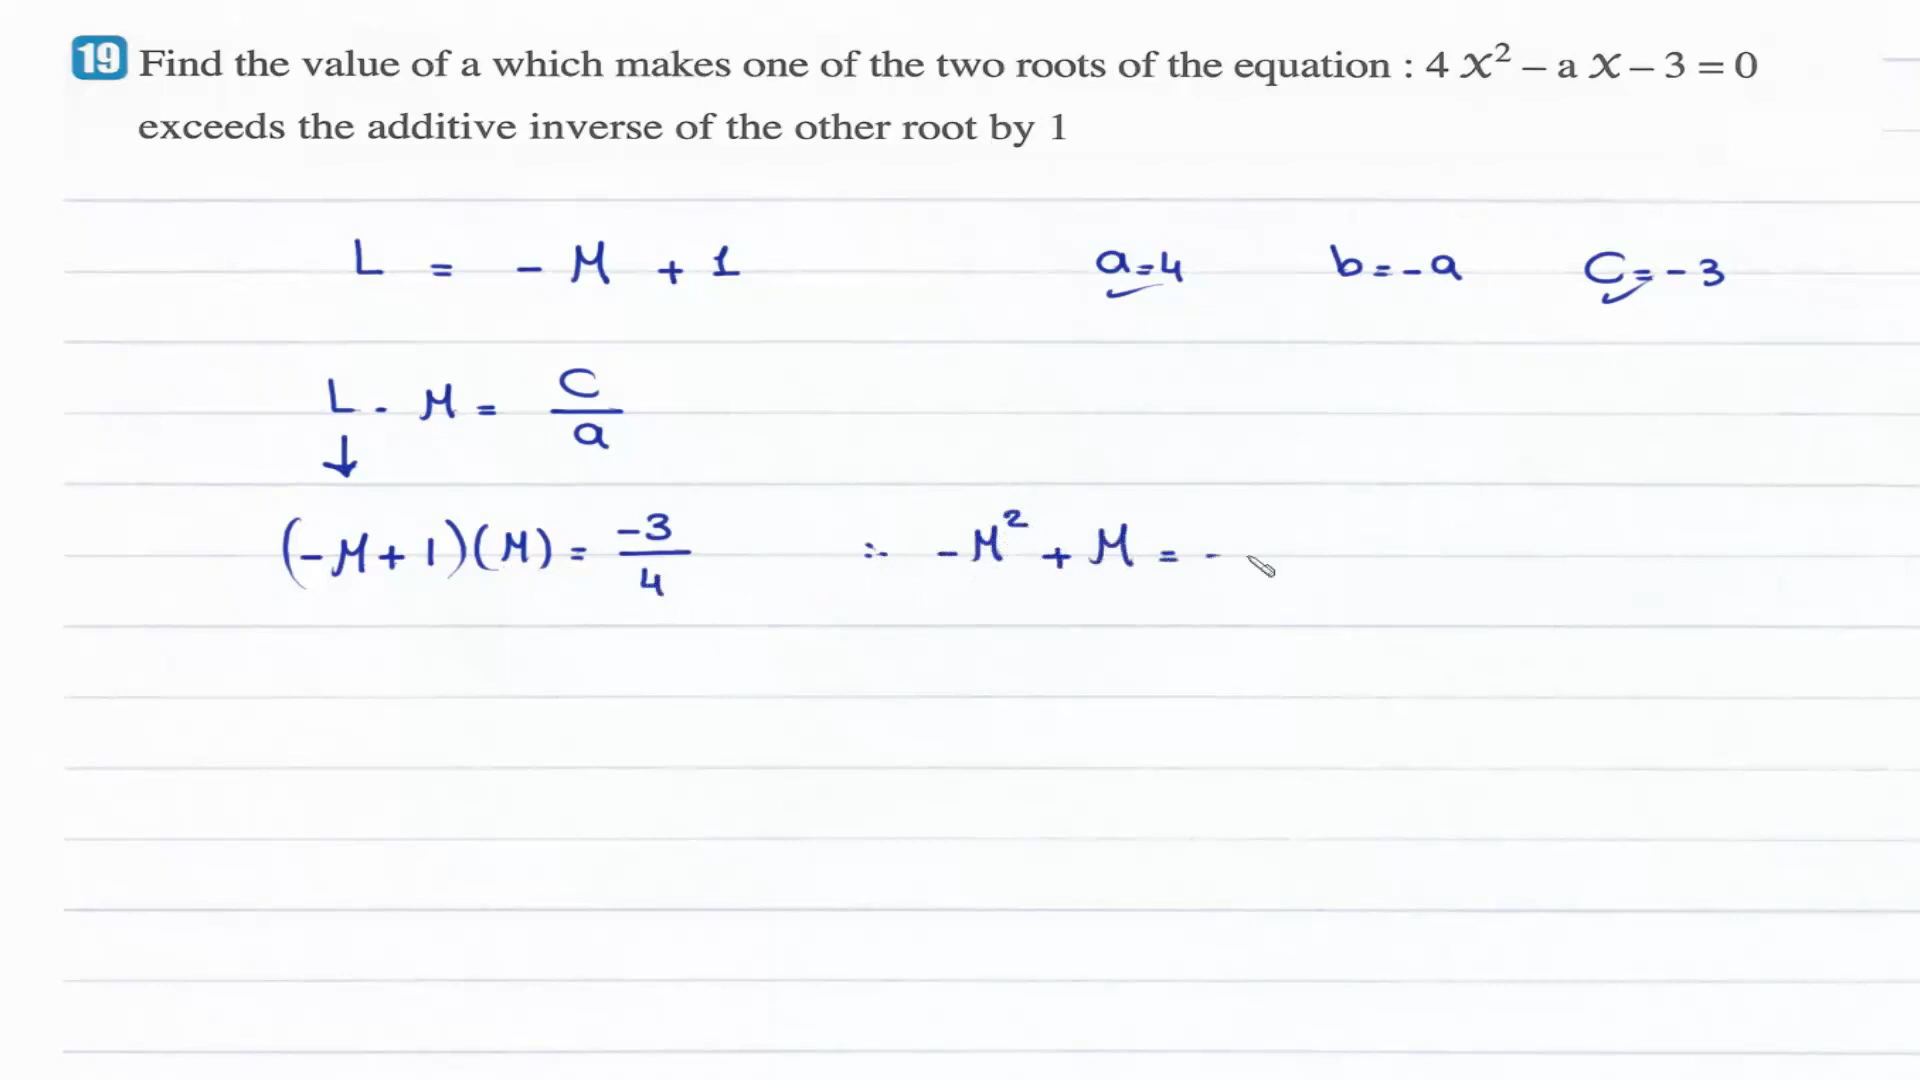 19 Find the value of a which makes one of the two roots of the equation : 4 x² – a x – 3 = 0
exceeds the additive inverse of the other root by 1
L = - M + 1 a=4 b=-a C=-3
L . M = C/a
↓
(-M+1)(M) = -3/4 ∴ -M² + M = -